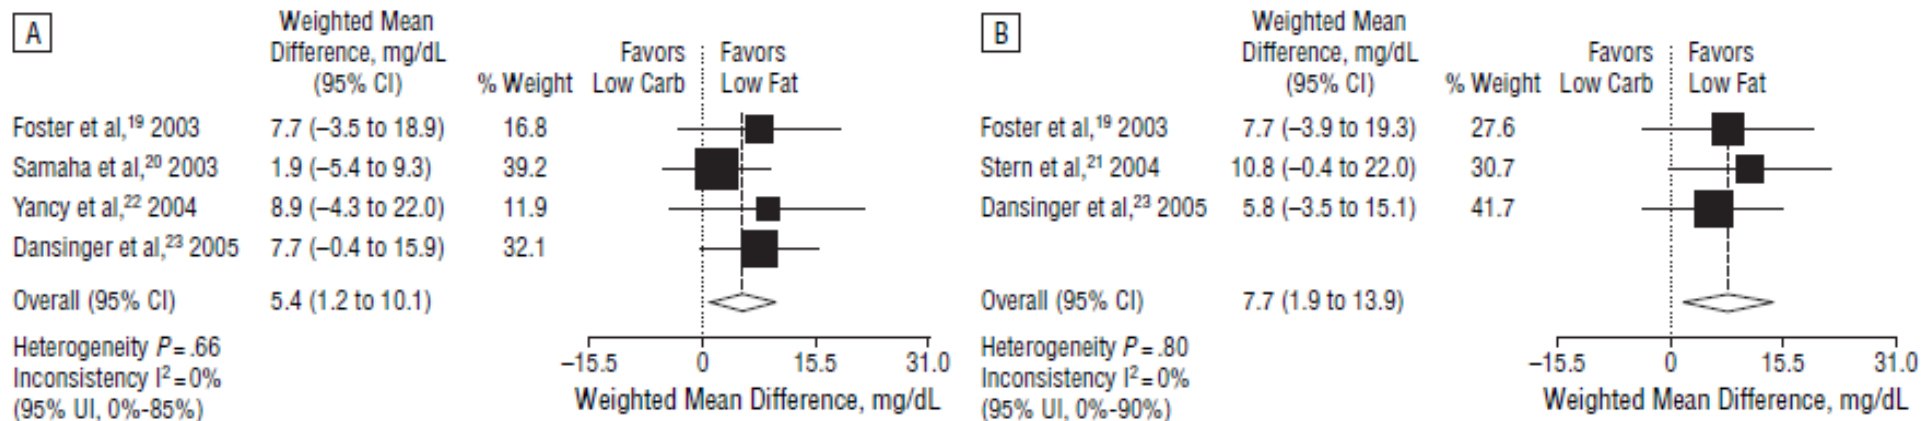 A
Weighted Mean
Difference, mg/dL
(95% CI)
% Weight
Favors
Low Carb
Favors
Low Fat
Foster et al,19 2003 7.7 (–3.5 to 18.9) 16.8
Samaha et al,20 2003 1.9 (–5.4 to 9.3) 39.2
Yancy et al,22 2004 8.9 (–4.3 to 22.0) 11.9
Dansinger et al,23 2005 7.7 (–0.4 to 15.9) 32.1
Overall (95% CI) 5.4 (1.2 to 10.1)
Heterogeneity P = .66
Inconsistency I2 = 0%
(95% UI, 0%-85%)
–15.5 0 15.5 31.0
Weighted Mean Difference, mg/dL
B
Weighted Mean
Difference, mg/dL
(95% CI)
% Weight
Favors
Low Carb
Favors
Low Fat
Foster et al,19 2003 7.7 (–3.9 to 19.3) 27.6
Stern et al,21 2004 10.8 (–0.4 to 22.0) 30.7
Dansinger et al,23 2005 5.8 (–3.5 to 15.1) 41.7
Overall (95% CI) 7.7 (1.9 to 13.9)
Heterogeneity P = .80
Inconsistency I2 = 0%
(95% UI, 0%-90%)
–15.5 0 15.5 31.0
Weighted Mean Difference, mg/dL